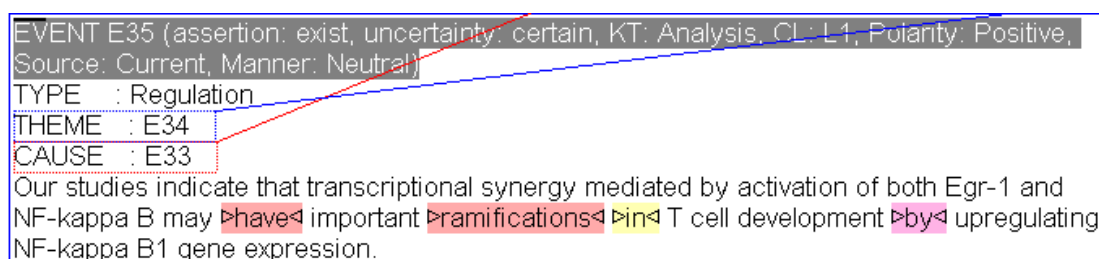 EVENT E35 (assertion: exist, uncertainty: certain, KT: Analysis, CL: L1, Polarity: Positive,
Source: Current, Manner: Neutral)
TYPE : Regulation
THEME : E34
CAUSE : E33
Our studies indicate that transcriptional synergy mediated by activation of both Egr-1 and
NF-kappa B may ▷have◁ important ▷ramifications◁ ▷in◁ T cell development ▷by◁ upregulating
NF-kappa B1 gene expression.